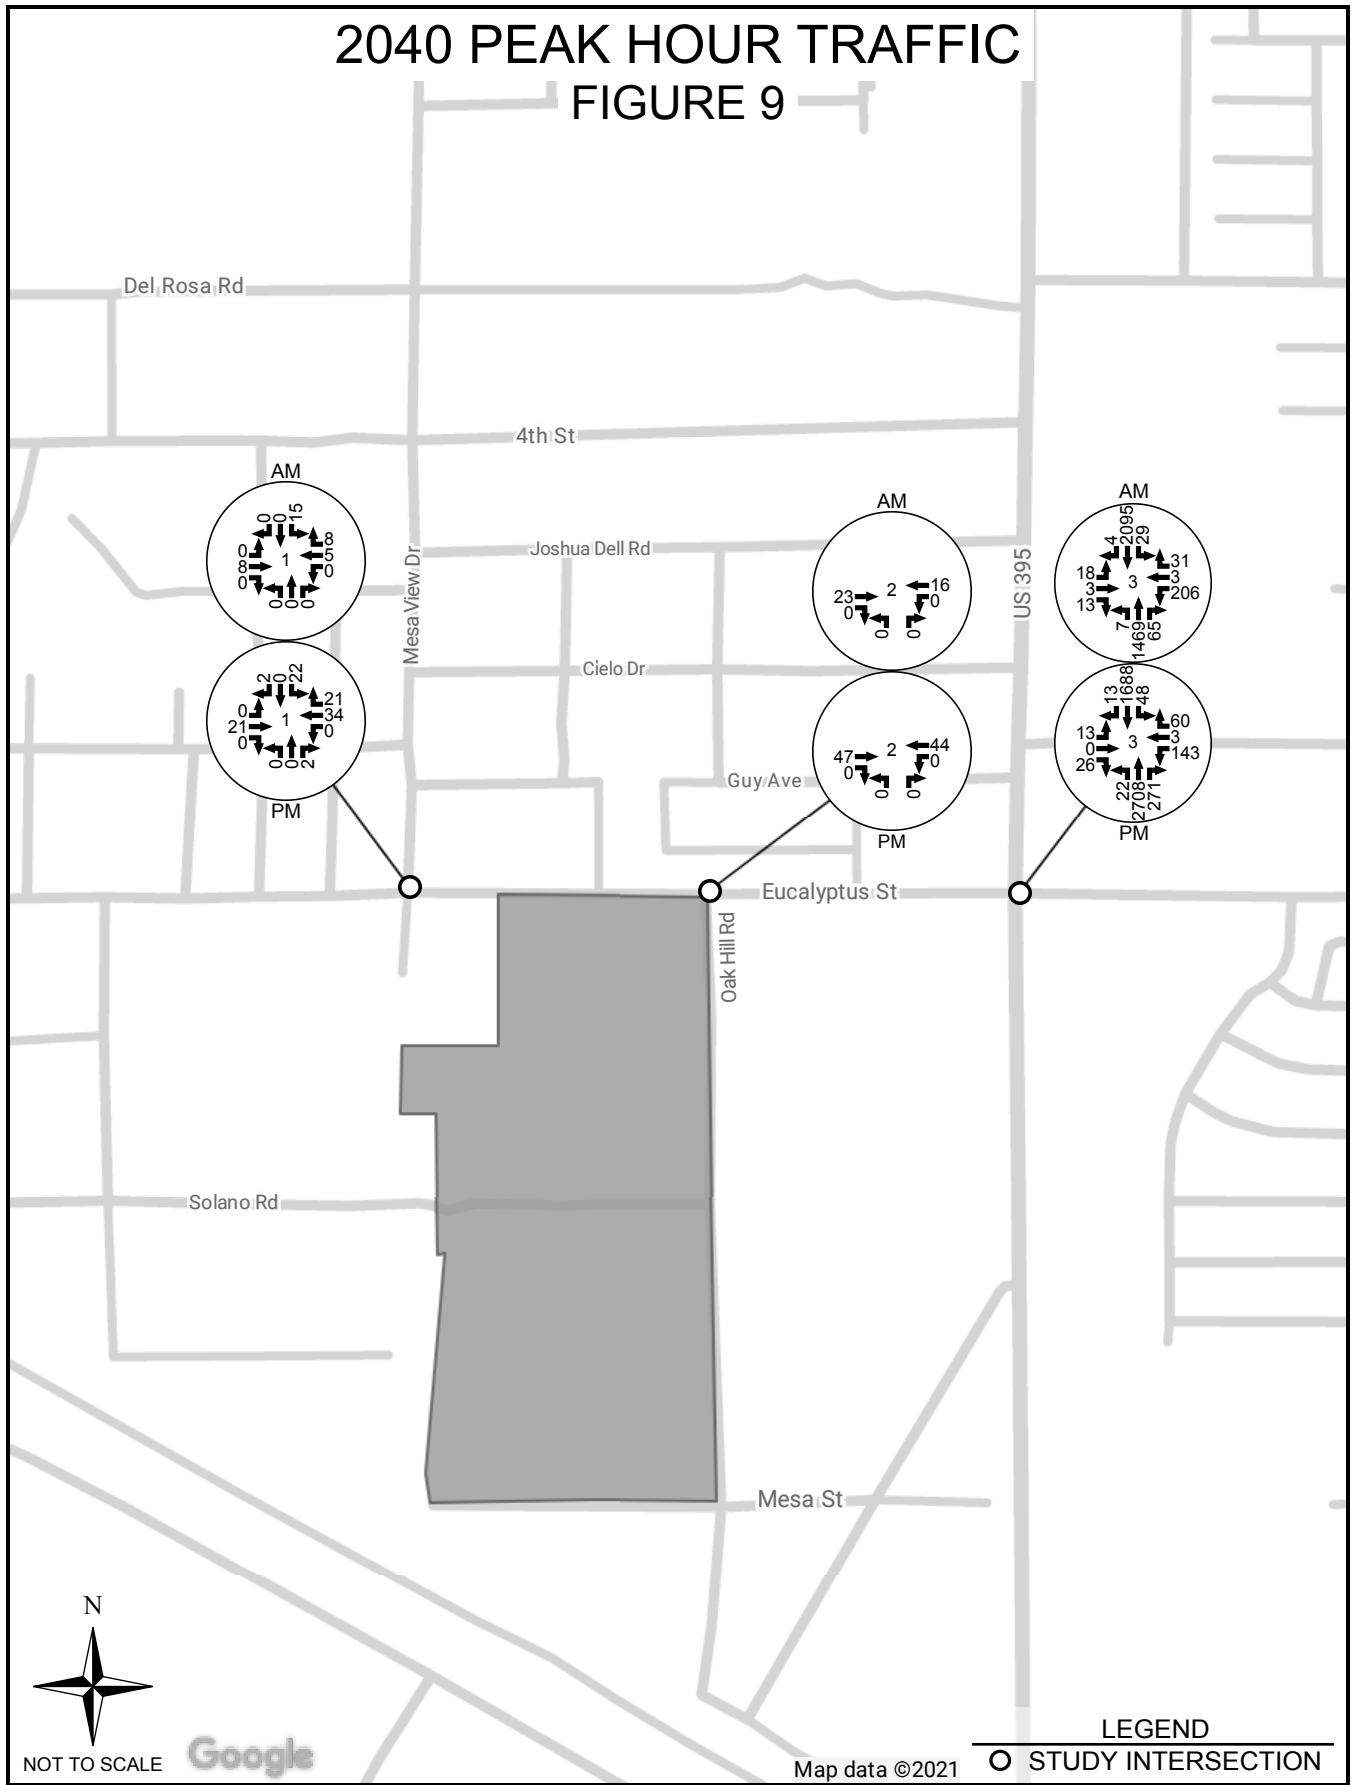 2040 PEAK HOUR TRAFFIC
FIGURE 9
Del Rosa Rd
4th St
AM
0
0
15
0
8
0
1
8
5
0
2
0
22
0
21
0
1
21
34
0
0
0
2
PM
Mesa View Dr
Joshua Dell Rd
Cielo Dr
Guy Ave
AM
23
0
2
16
0
0
0
47
0
2
44
0
0
0
PM
US 395
AM
4
2095
29
18
3
13
3
31
3
206
7
1469
65
13
1688
48
13
0
26
3
60
3
143
22
2708
271
PM
Eucalyptus St
Oak Hill Rd
Solano Rd
Mesa St
N
NOT TO SCALE
Google
Map data ©2021
LEGEND
STUDY INTERSECTION